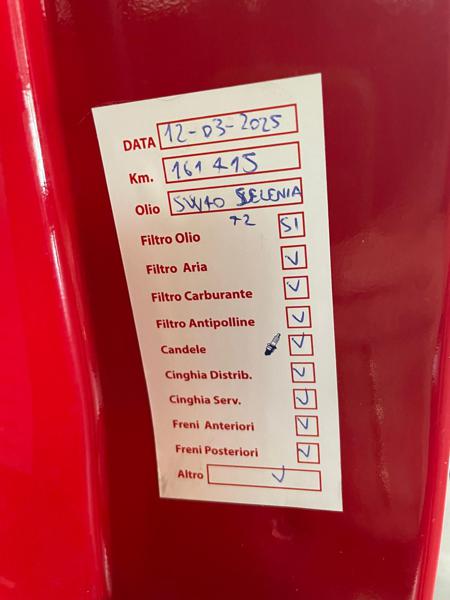 DATA 12-03-2025
Km. 161415
Olio 5W40 SELENIA
Filtro Olio SI
Filtro Aria
Filtro Carburante
Filtro Antipolline
Candele
Cinghia Distrib.
Cinghia Serv.
Freni Anteriori
Freni Posteriori
Altro